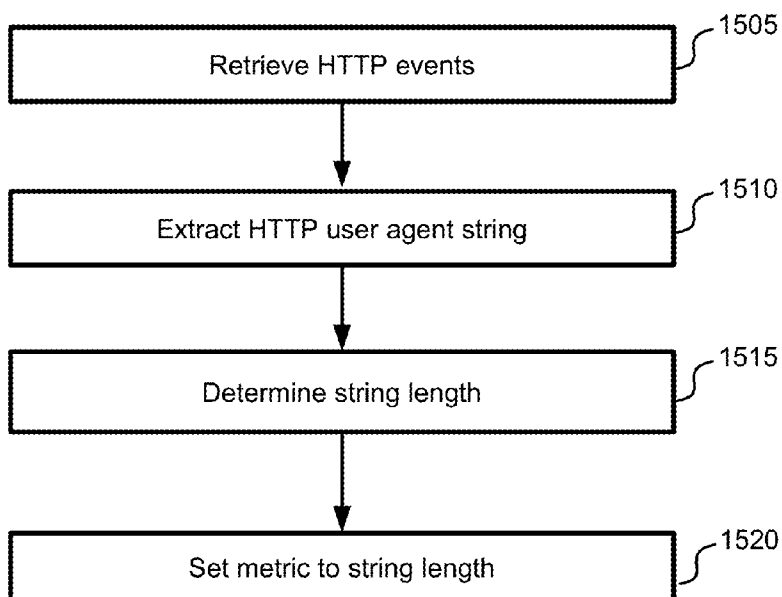 1505
Retrieve HTTP events
1510
Extract HTTP user agent string
1515
Determine string length
1520
Set metric to string length